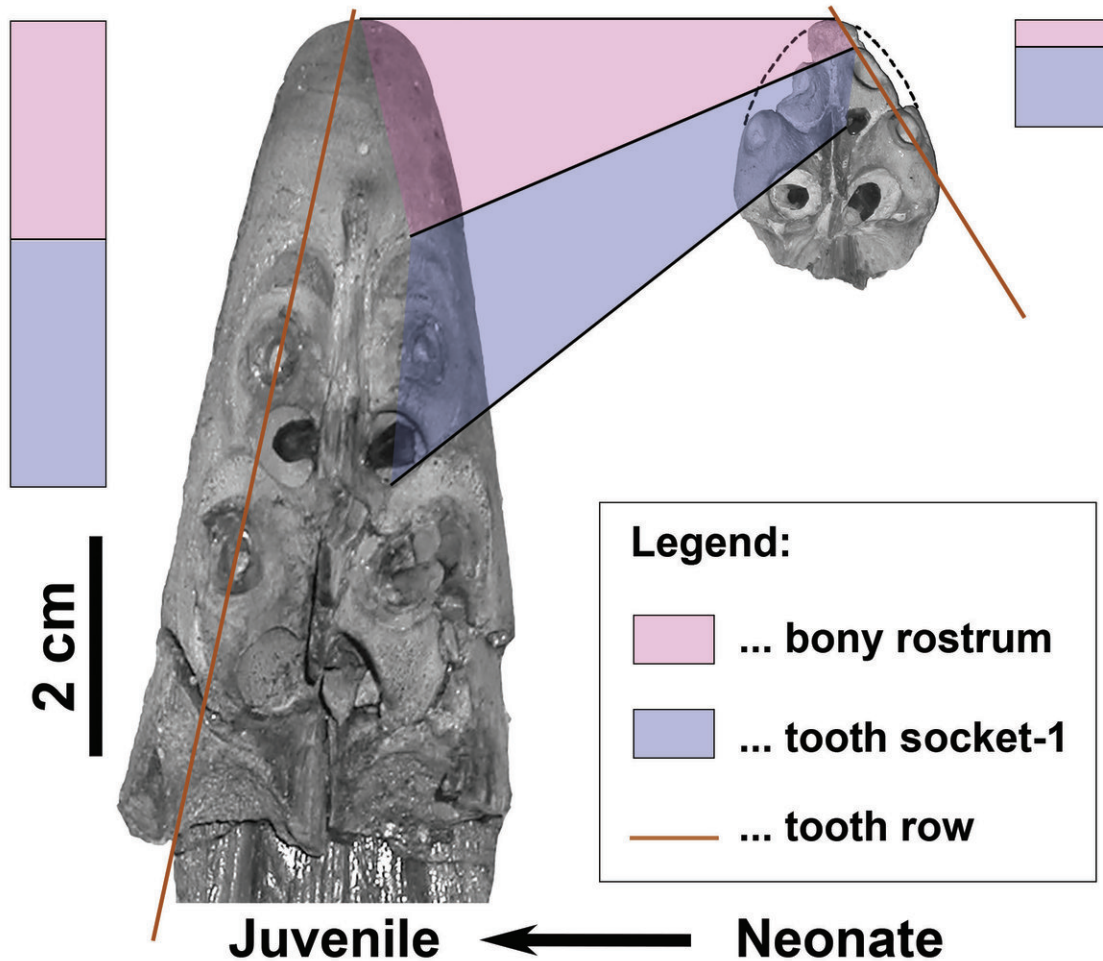 2 cm
Legend:
... bony rostrum
... tooth socket-1
... tooth row
Juvenile
Neonate